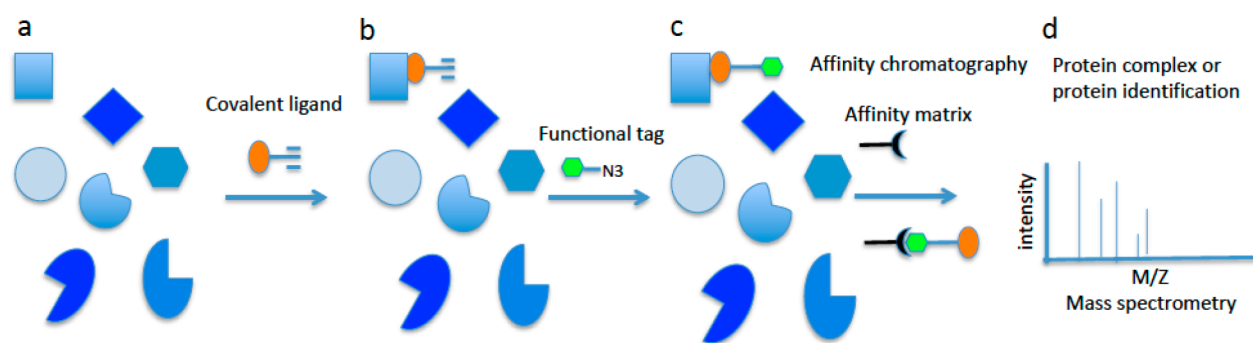 a
b
c
d
Covalent ligand
Functional tag
N3
Affinity chromatography
Affinity matrix
Protein complex or
protein identification
intensity
M/Z
Mass spectrometry